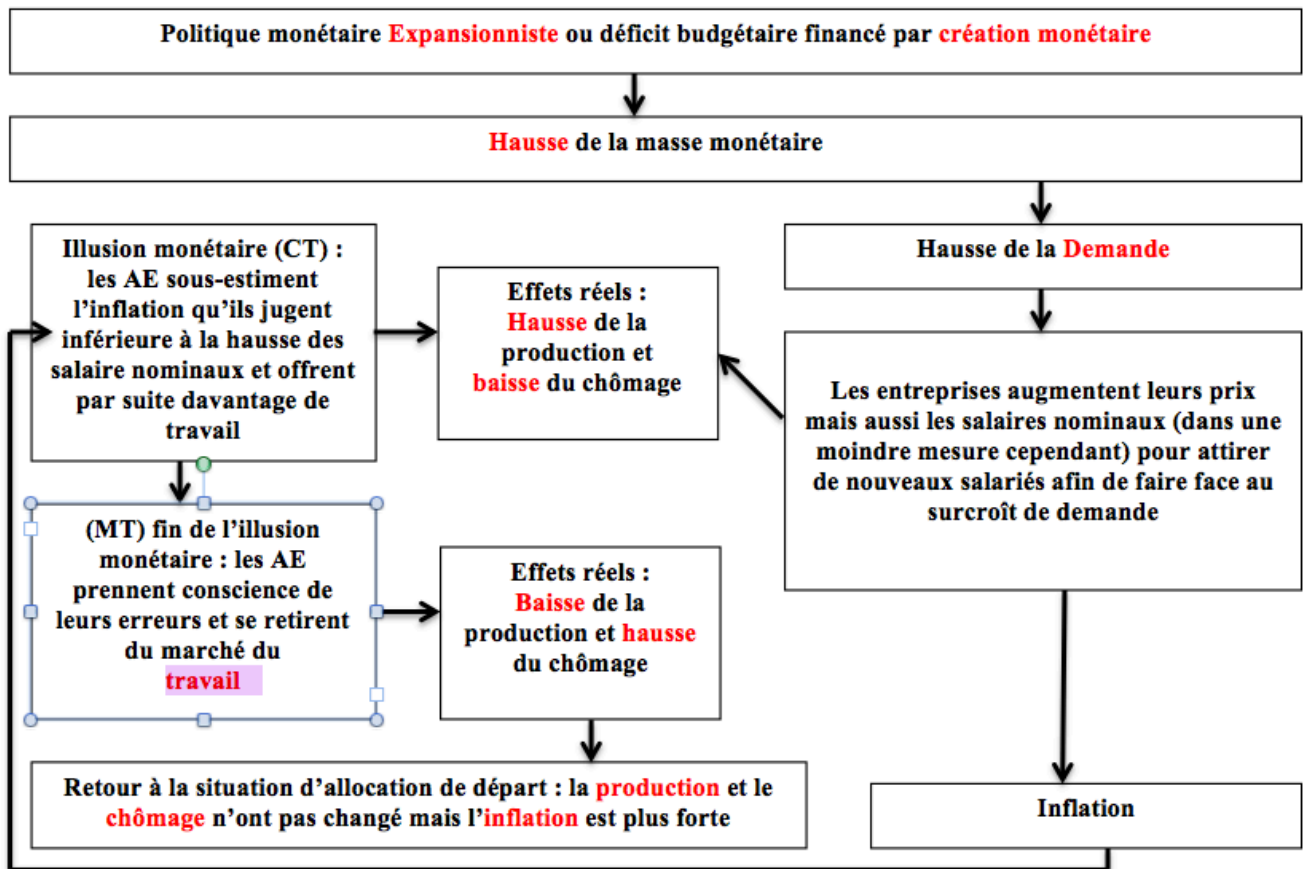 Politique monétaire Expansionniste ou déficit budgétaire financé par création monétaire
Hausse de la masse monétaire
Illusion monétaire (CT) :
les AE sous-estiment
l'inflation qu'ils jugent
inférieure à la hausse des
salaire nominaux et offrent
par suite davantage de
travail
Effets réels :
Hausse de la
production et
baisse du chômage
Hausse de la Demande
Les entreprises augmentent leurs prix
mais aussi les salaires nominaux (dans une
moindre mesure cependant) pour attirer
de nouveaux salariés afin de faire face au
surcroît de demande
(MT) fin de l'illusion
monétaire : les AE
prennent conscience de
leurs erreurs et se retirent
du marché du
travail
Effets réels :
Baisse de la
production et hausse
du chômage
Retour à la situation d'allocation de départ : la production et le
chômage n'ont pas changé mais l'inflation est plus forte
Inflation